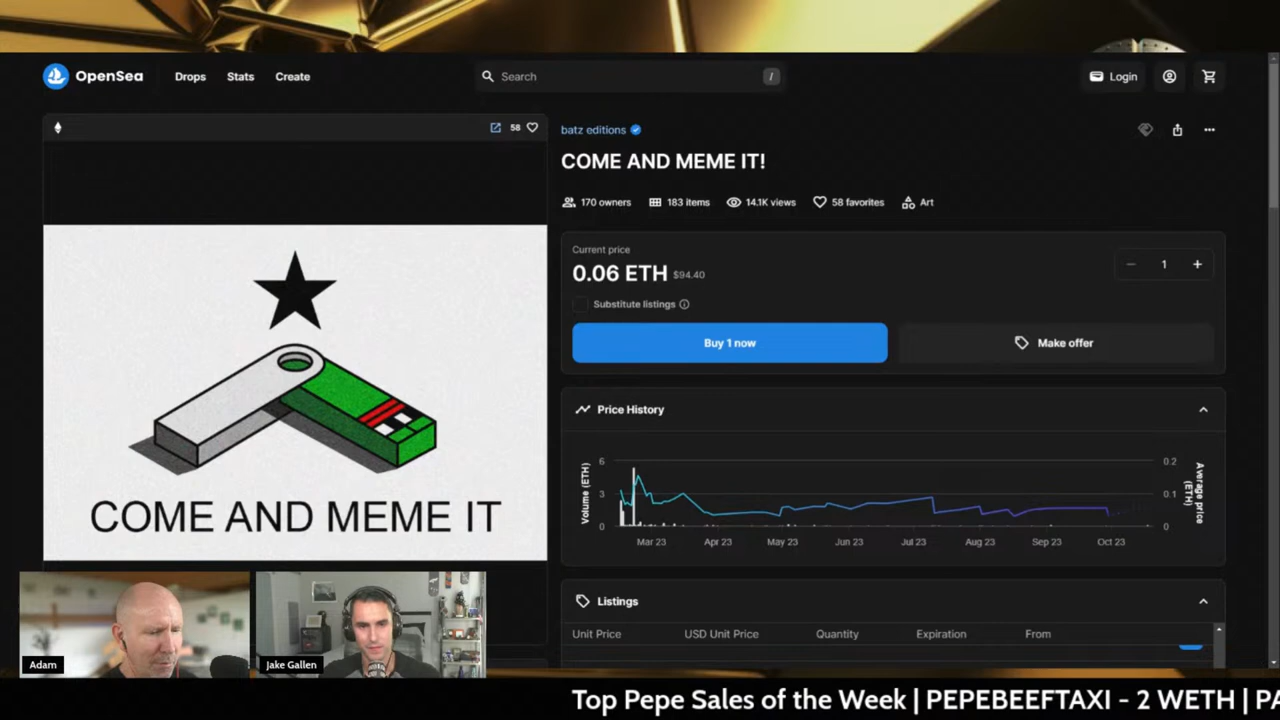 OpenSea Drops Stats Create Search / Login
58
batz editions
COME AND MEME IT!
170 owners 183 items 14.1K views 58 favorites Art
Current price
0.06 ETH $94.40
1
Substitute listings
Buy 1 now Make offer
Price History
Volume (ETH)
6
3
0
0.2
0.1
0
Average price (ETH)
Mar 23 Apr 23 May 23 Jun 23 Jul 23 Aug 23 Sep 23 Oct 23
Listings
Unit Price USD Unit Price Quantity Expiration From
COME AND MEME IT
Adam
Jake Gallen
Top Pepe Sales of the Week | PEPEBEEFTAXI - 2 WETH | PA